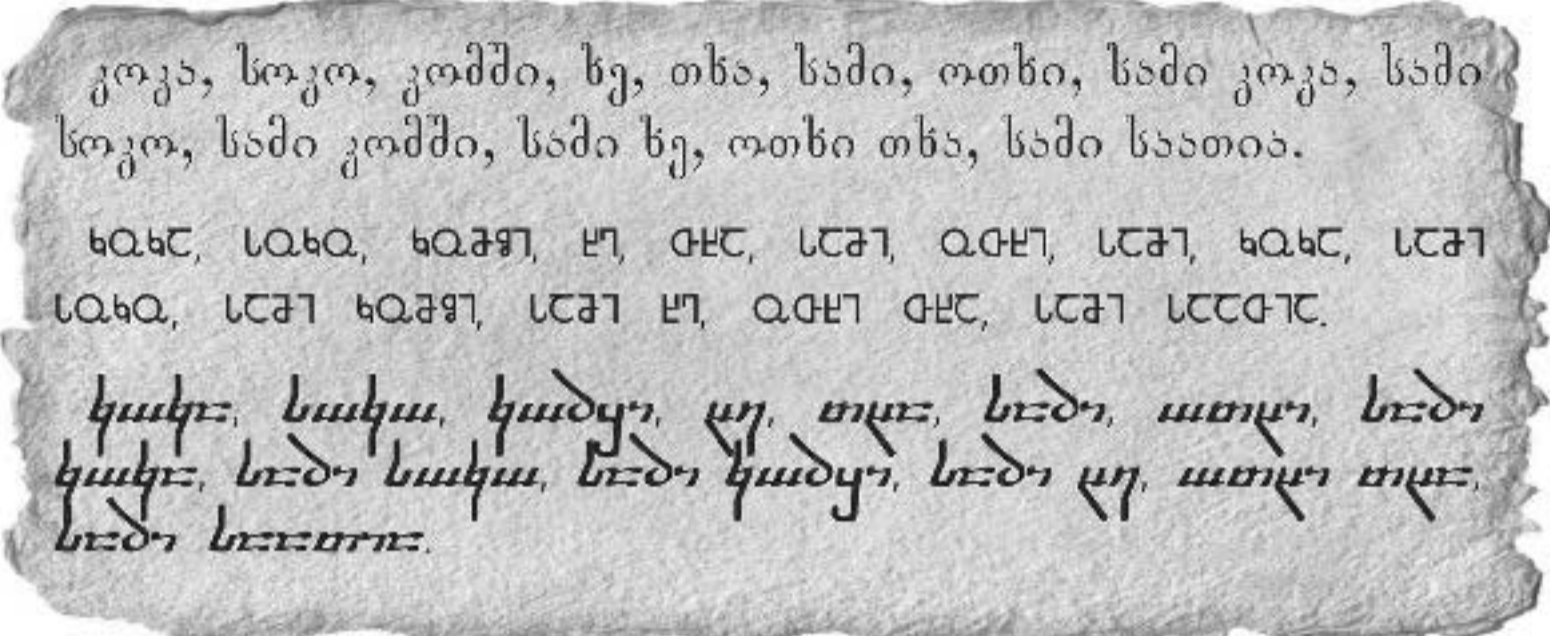 კოკა, სოკო, კომში, ხე, თხა, სამი, ოთხი, სამი კოკა, სამი
სოკო, სამი კომში, სამი ხე, ოთხი თხა, სამი საათია.
ႩႭႩႠ, ႱႭႩႭ, ႩႭႫႸႨ, ႾႤ, ႧႾႠ, ႱႠႫႨ, ႭႧႾႨ, ႱႠႫႨ, ႩႭႩႠ, ႱႠႫႨ
ႱႭႩႭ, ႱႠႫႨ ႩႭႫႸႨ, ႱႠႫႨ ႾႤ, ႭႧႾႨ ႧႾႠ, ႱႠႫႨ ႱႠႠႧႨႠ.
ⴉⴍⴉⴀ, ⴑⴍⴉⴍ, ⴉⴍⴋⴘⴈ, ⴞⴄ, ⴇⴞⴀ, ⴑⴀⴋⴈ, ⴍⴇⴞⴈ, ⴑⴀⴋⴈ
ⴉⴍⴉⴀ, ⴑⴀⴋⴈ ⴑⴍⴉⴍ, ⴑⴀⴋⴈ ⴉⴍⴋⴘⴈ, ⴑⴀⴋⴈ ⴞⴄ, ⴍⴇⴞⴈ ⴇⴞⴀ,
ⴑⴀⴋⴈ ⴑⴀⴀⴇⴈⴀ.